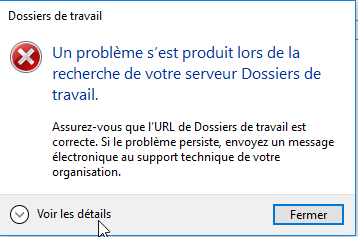 Dossiers de travail
Un problème s’est produit lors de la
recherche de votre serveur Dossiers de
travail.
Assurez-vous que l’URL de Dossiers de travail est
correcte. Si le problème persiste, envoyez un message
électronique au support technique de votre
organisation.
Voir les détails
Fermer